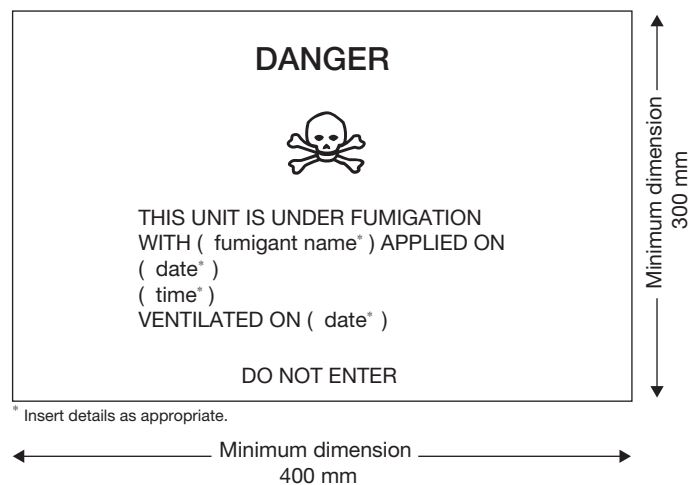 DANGER
THIS UNIT IS UNDER FUMIGATION
WITH ( fumigant name* ) APPLIED ON
( date* )
( time* )
VENTILATED ON ( date* )
DO NOT ENTER
* Insert details as appropriate.
Minimum dimension
400 mm
Minimum dimension
300 mm